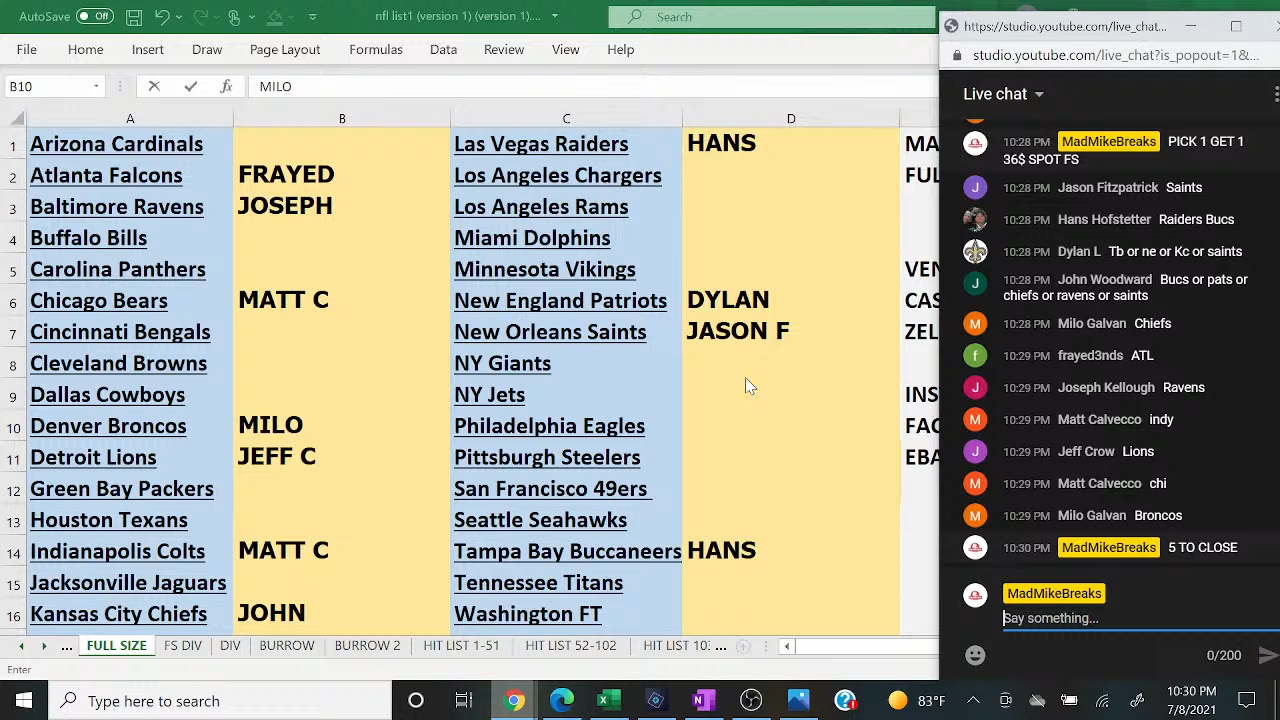 AutoSave Off nfl list1 (version 1) (version 1).... Search
File Home Insert Draw Page Layout Formulas Data Review View Help
B10 fx MILO
A B C D
1 Arizona Cardinals Las Vegas Raiders HANS MA
2 Atlanta Falcons FRAYED Los Angeles Chargers FUL
3 Baltimore Ravens JOSEPH Los Angeles Rams
4 Buffalo Bills Miami Dolphins
5 Carolina Panthers Minnesota Vikings VEN
6 Chicago Bears MATT C New England Patriots DYLAN CAS
7 Cincinnati Bengals New Orleans Saints JASON F ZEL
8 Cleveland Browns NY Giants
9 Dallas Cowboys NY Jets INS
10 Denver Broncos MILO Philadelphia Eagles FAC
11 Detroit Lions JEFF C Pittsburgh Steelers EBA
12 Green Bay Packers San Francisco 49ers
13 Houston Texans Seattle Seahawks
14 Indianapolis Colts MATT C Tampa Bay Buccaneers HANS
15 Jacksonville Jaguars Tennessee Titans
16 Kansas City Chiefs JOHN Washington FT
... FULL SIZE FS DIV DIV BURROW BURROW 2 HIT LIST 1-51 HIT LIST 52-102 HIT LIST 10 ...
Enter
https://studio.youtube.com/live_chat...
studio.youtube.com/live_chat?is_popout=1&...
Live chat
10:28 PM MadMikeBreaks PICK 1 GET 1
36$ SPOT FS
J 10:28 PM Jason Fitzpatrick Saints
10:28 PM Hans Hofstetter Raiders Bucs
10:28 PM Dylan L Tb or ne or Kc or saints
J 10:28 PM John Woodward Bucs or pats or
chiefs or ravens or saints
M 10:28 PM Milo Galvan Chiefs
f 10:29 PM frayed3nds ATL
J 10:29 PM Joseph Kellough Ravens
M 10:29 PM Matt Calvecco indy
J 10:29 PM Jeff Crow Lions
M 10:29 PM Matt Calvecco chi
M 10:29 PM Milo Galvan Broncos
10:30 PM MadMikeBreaks 5 TO CLOSE
MadMikeBreaks
Say something...
0/200
Type here to search
83°F
10:30 PM
7/8/2021